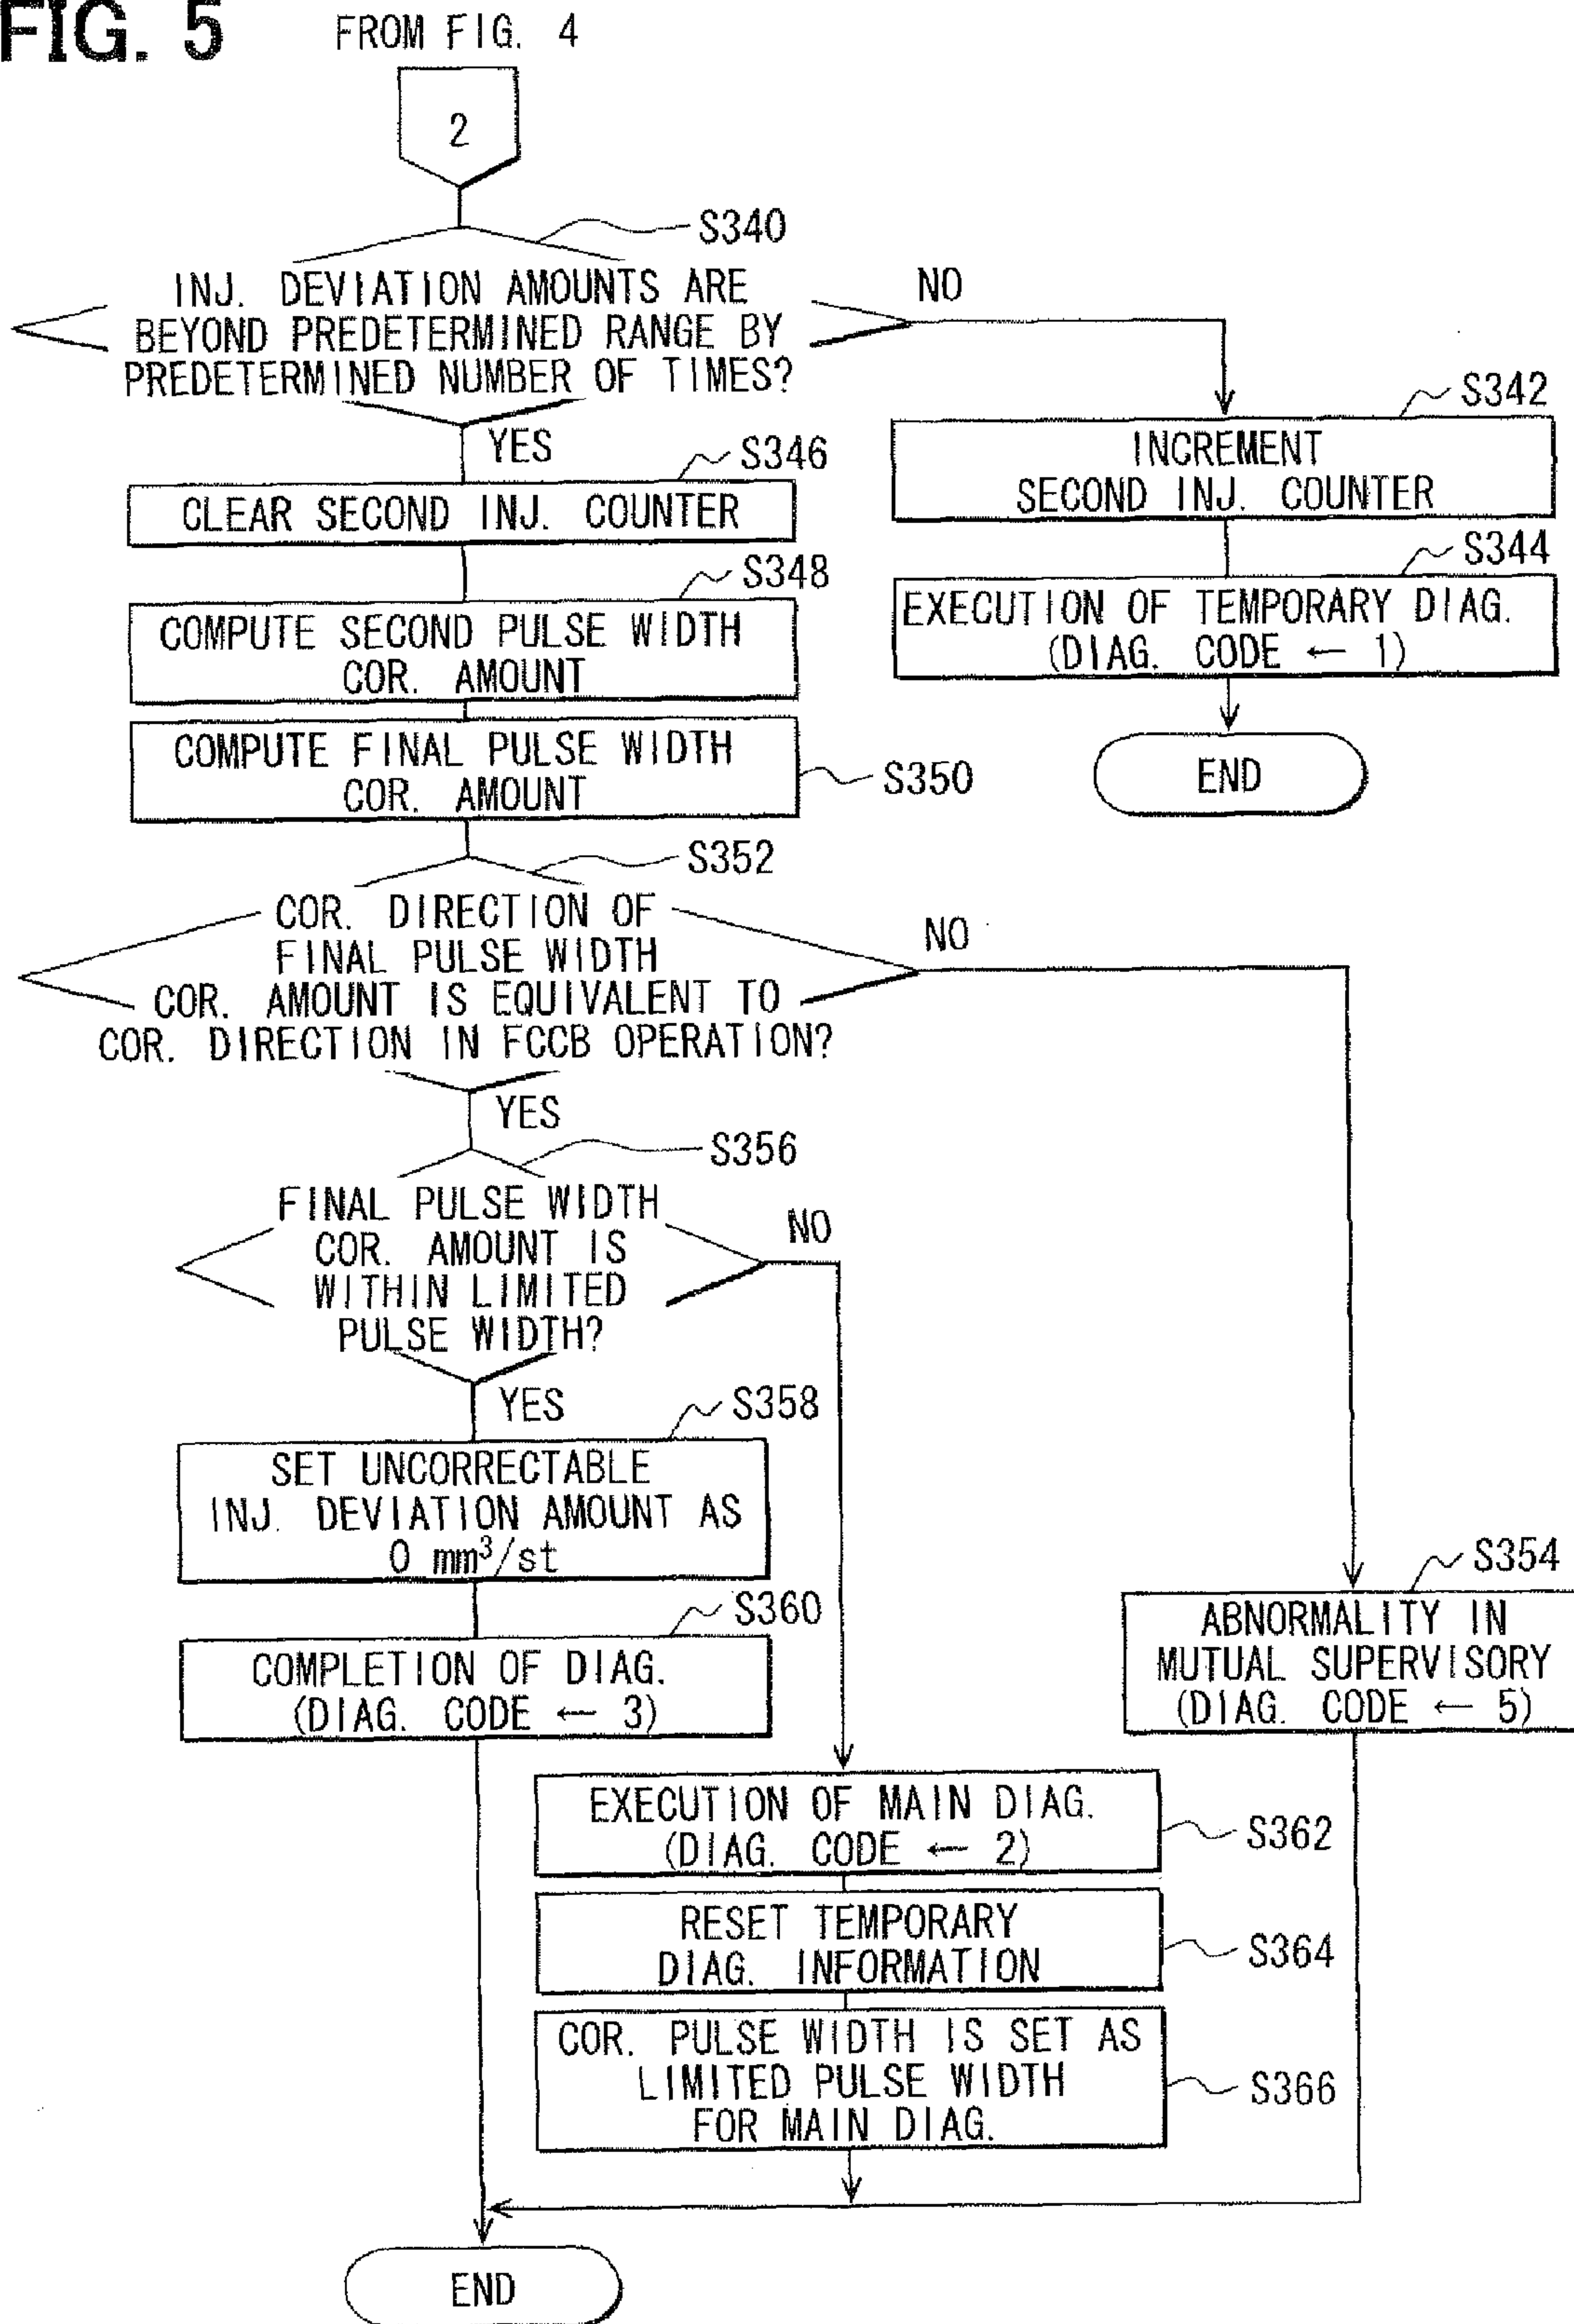 FIG. 5
FROM FIG. 4
2
S340
INJ. DEVIATION AMOUNTS ARE
BEYOND PREDETERMINED RANGE BY
PREDETERMINED NUMBER OF TIMES?
NO
YES
S342
INCREMENT
SECOND INJ. COUNTER
S344
EXECUTION OF TEMPORARY DIAG.
(DIAG. CODE ← 1)
END
S346
CLEAR SECOND INJ. COUNTER
S348
COMPUTE SECOND PULSE WIDTH
COR. AMOUNT
COMPUTE FINAL PULSE WIDTH
COR. AMOUNT
S350
S352
COR. DIRECTION OF
FINAL PULSE WIDTH
COR. AMOUNT IS EQUIVALENT TO
COR. DIRECTION IN FCCB OPERATION?
NO
YES
S356
FINAL PULSE WIDTH
COR. AMOUNT IS
WITHIN LIMITED
PULSE WIDTH?
NO
YES
S358
SET UNCORRECTABLE
INJ. DEVIATION AMOUNT AS
0 mm³/st
S360
COMPLETION OF DIAG.
(DIAG. CODE ← 3)
S354
ABNORMALITY IN
MUTUAL SUPERVISORY
(DIAG. CODE ← 5)
EXECUTION OF MAIN DIAG.
(DIAG. CODE ← 2)
S362
RESET TEMPORARY
DIAG. INFORMATION
S364
COR. PULSE WIDTH IS SET AS
LIMITED PULSE WIDTH
FOR MAIN DIAG.
S366
END